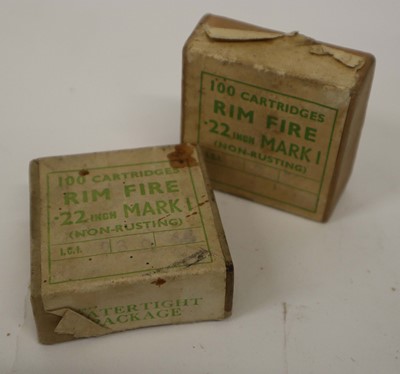 100 CARTRIDGES
RIM FIRE
.22 INCH MARK I
(NON-RUSTING)
100 CARTRIDGES
RIM FIRE
.22 INCH MARK I
(NON-RUSTING)
I.C.I.
WATERTIGHT
PACKAGE